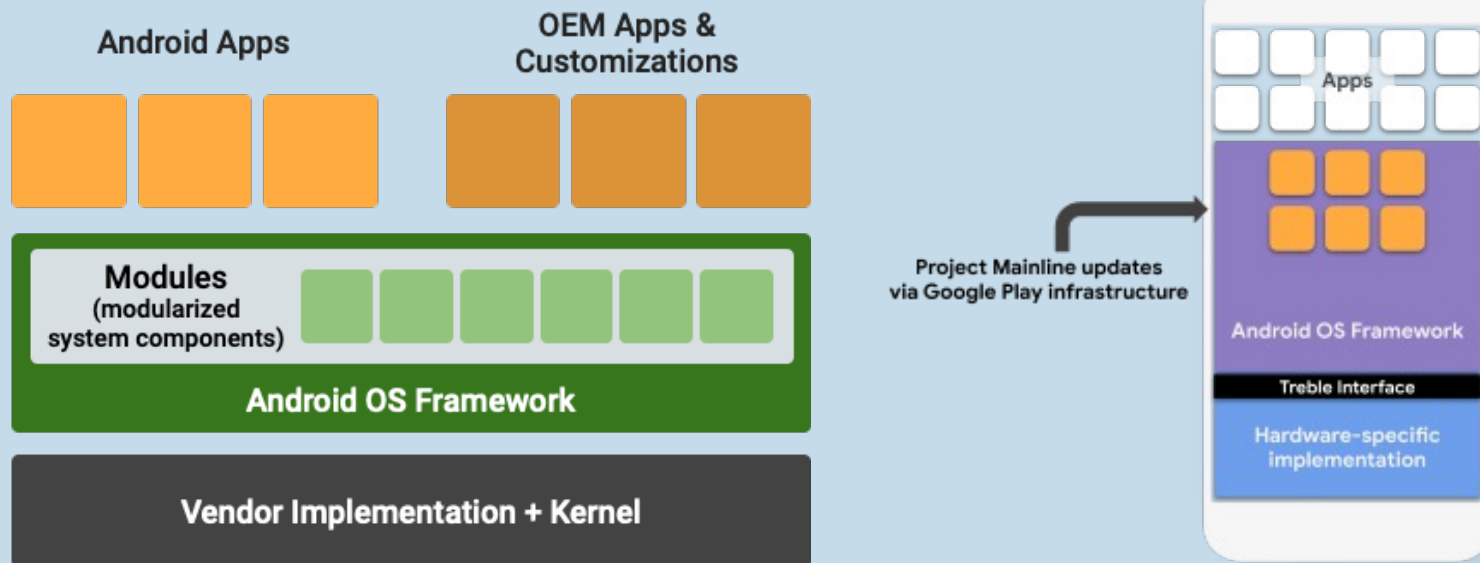 Android Apps
OEM Apps &
Customizations
Modules
(modularized
system components)
Android OS Framework
Vendor Implementation + Kernel
Project Mainline updates
via Google Play infrastructure
Apps
Android OS Framework
Treble Interface
Hardware-specific
implementation